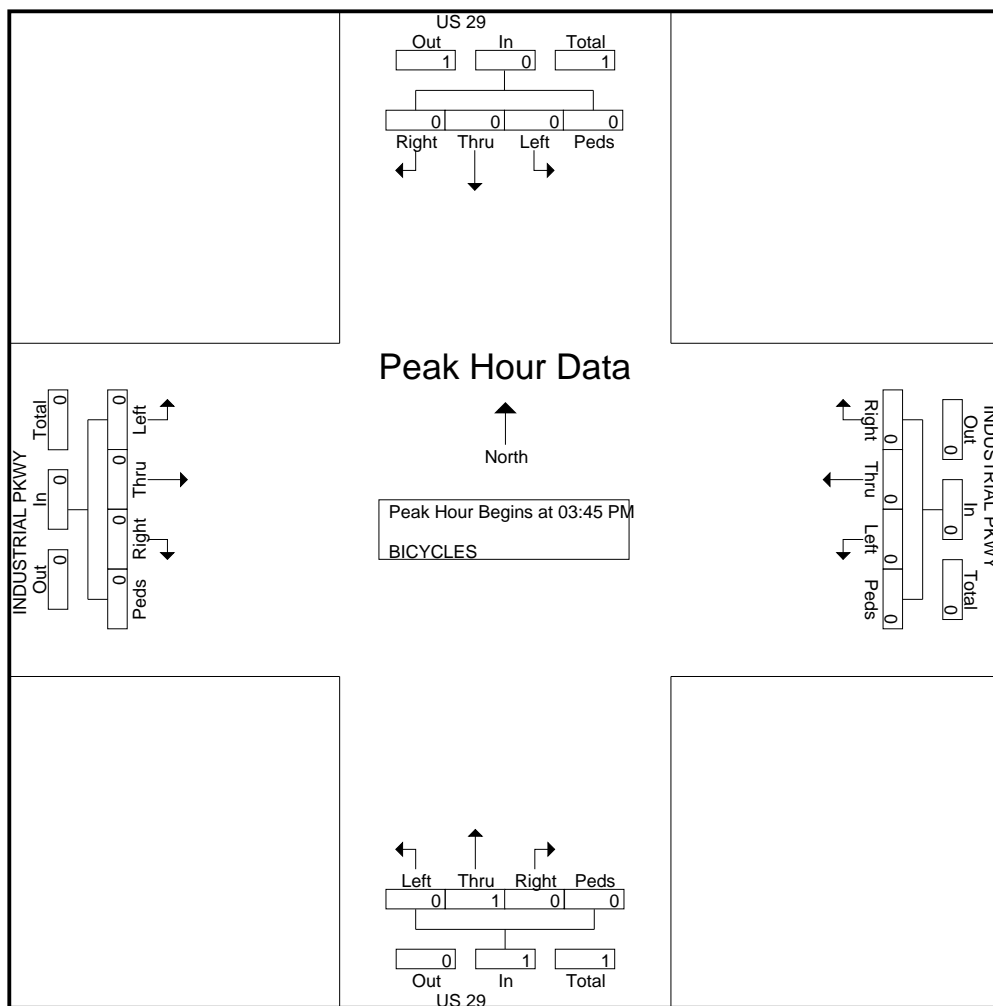 US 29
Out In Total
1 0 1
0 0 0 0
Right Thru Left Peds
Peak Hour Data
North
Peak Hour Begins at 03:45 PM
BICYCLES
INDUSTRIAL PKWY
Out In Total
0 0 0
0 0 0 0
Left Thru Right Peds
INDUSTRIAL PKWY
Out In Total
0 0 0
0 0 0 0
Right Thru Left Peds
Left Thru Right Peds
0 1 0 0
0 1 1
Out In Total
US 29